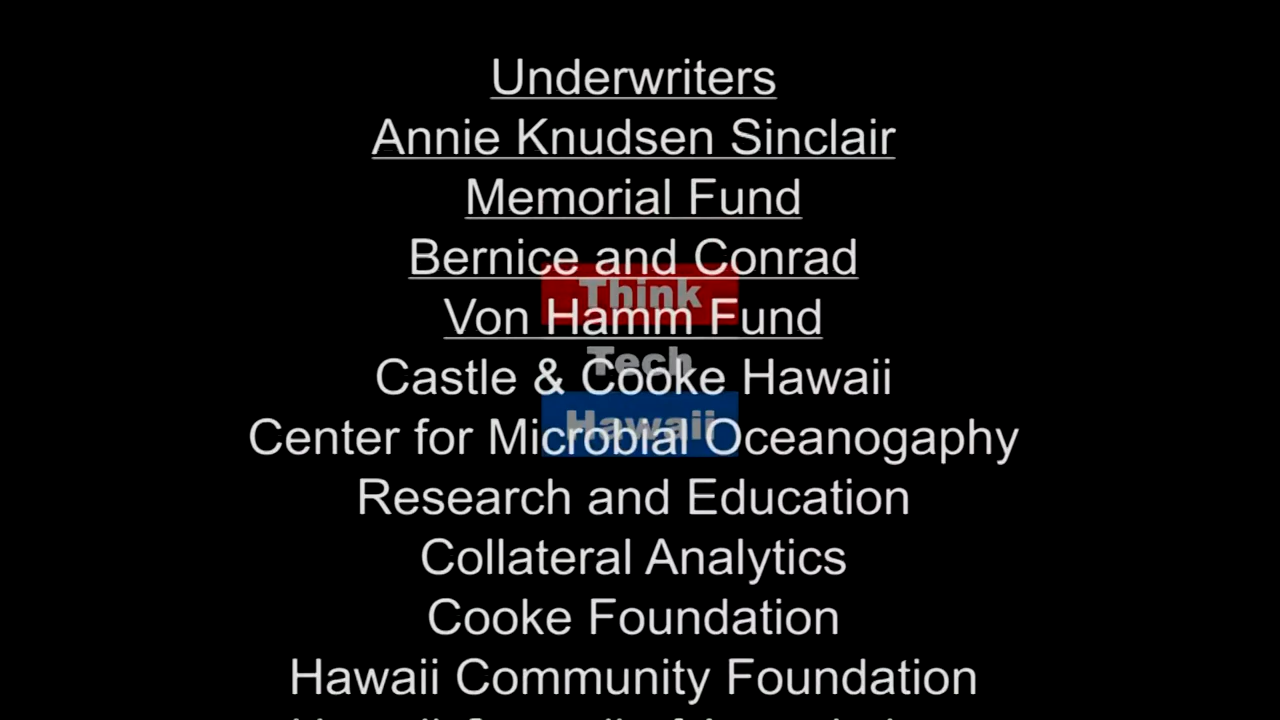 Underwriters
Annie Knudsen Sinclair
Memorial Fund
Bernice and Conrad
Von Hamm Fund
Castle & Cooke Hawaii
Center for Microbial Oceanogaphy
Research and Education
Collateral Analytics
Cooke Foundation
Hawaii Community Foundation
Think
Tech
Hawaii